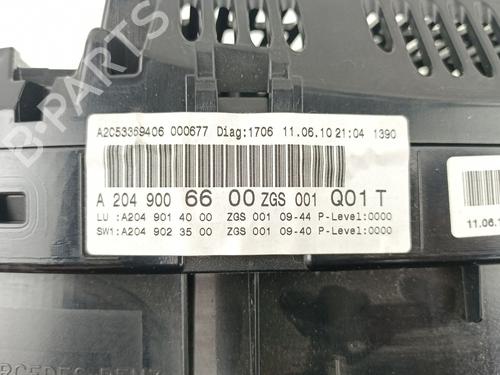 A2C53369406 000677 Diag:1706 11.06.10 21:04 1390
A 204 900 66 00 ZGS 001 Q01 T
LU :A204 901 40 00 ZGS 001 09-44 P-Level:0000
SW1:A204 902 35 00 ZGS 001 09-40 P-Level:0000
11.06.1